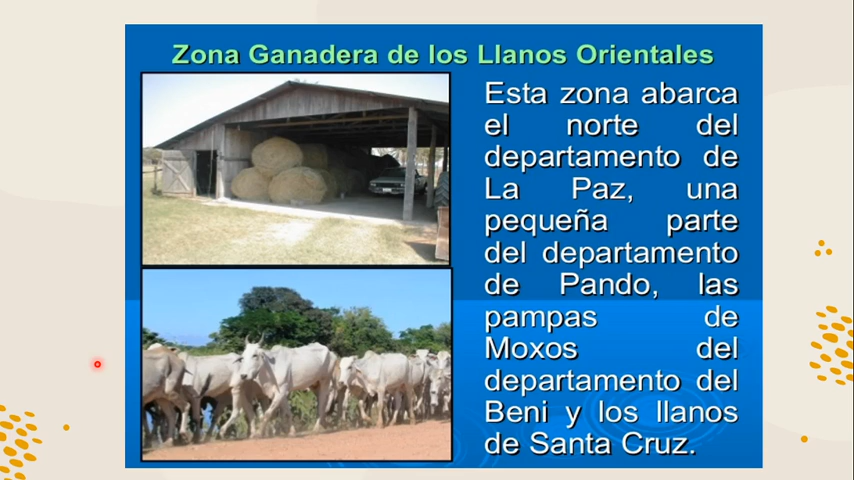 Zona Ganadera de los Llanos Orientales
Esta zona abarca
el norte del
departamento de
La Paz, una
pequeña parte
del departamento
de Pando, las
pampas de
Moxos del
departamento del
Beni y los llanos
de Santa Cruz.